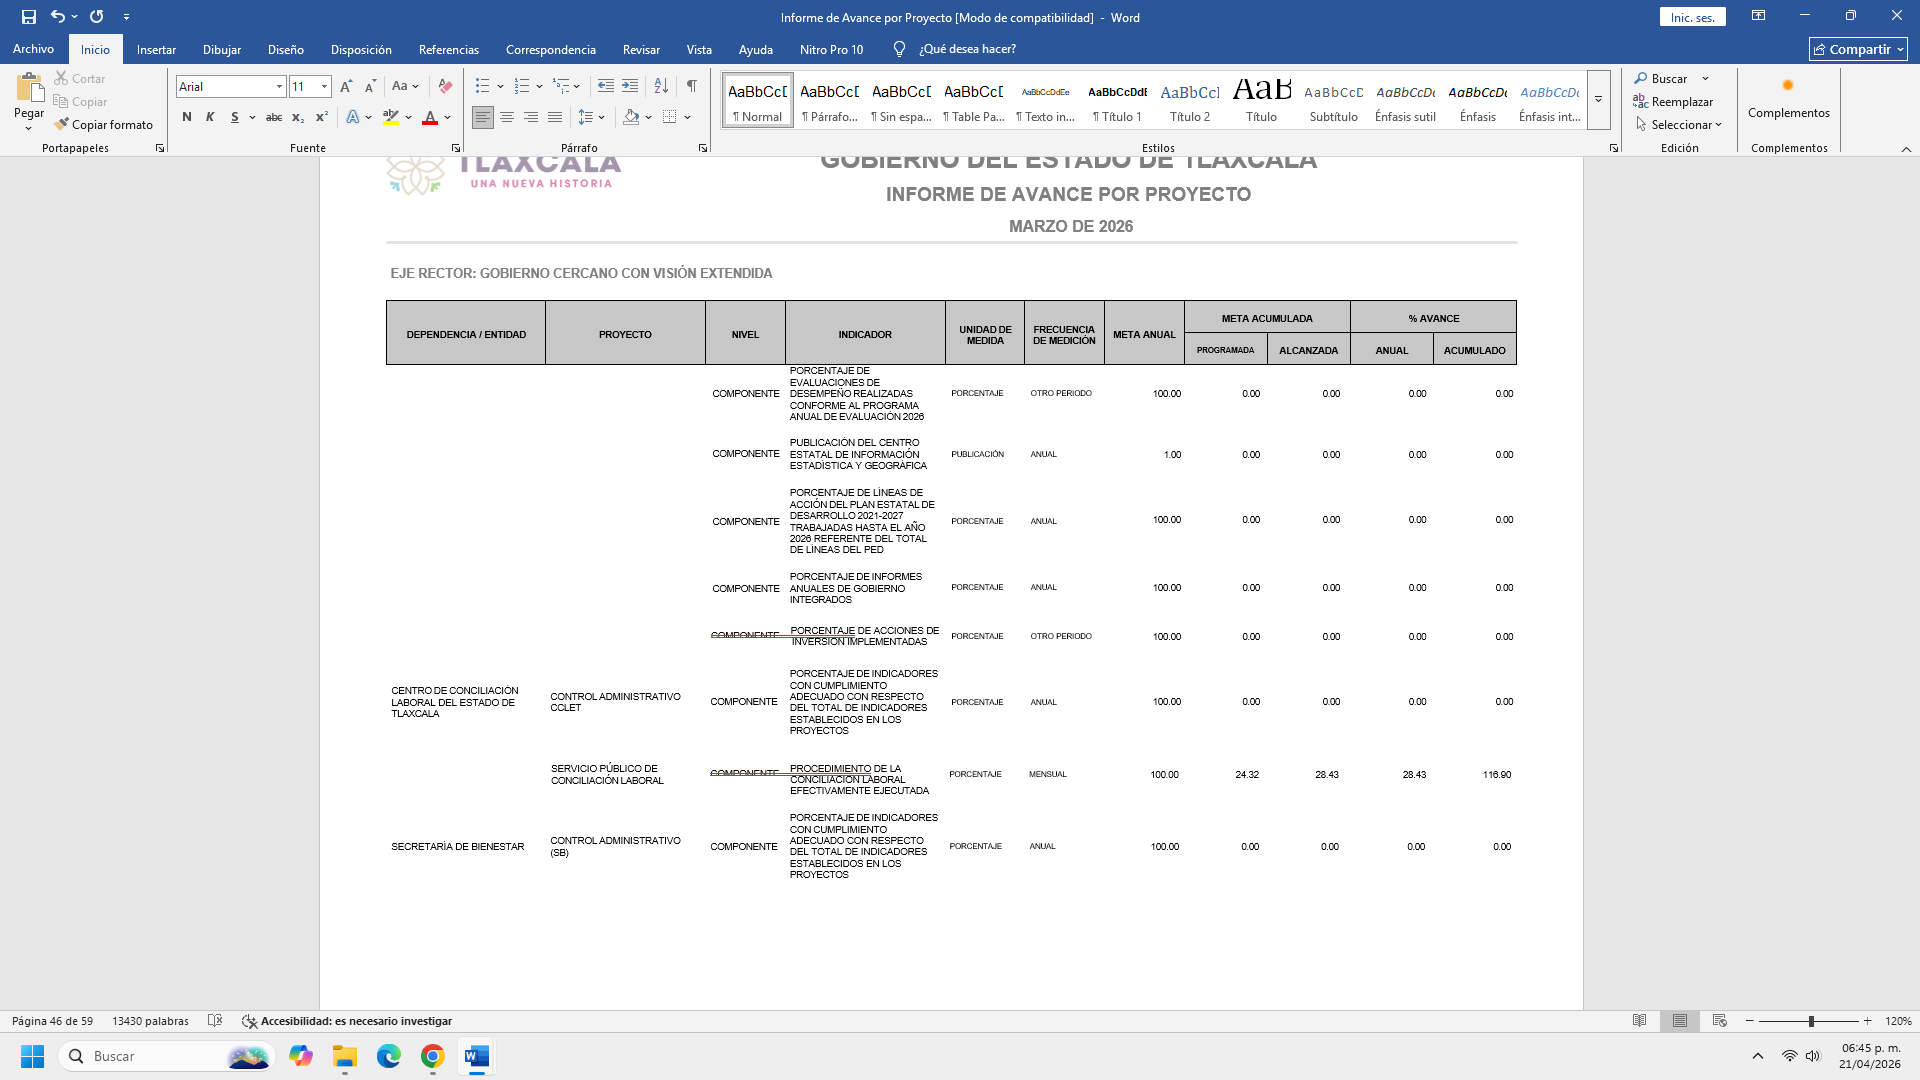 Informe de Avance por Proyecto [Modo de compatibilidad] - Word
Inic. ses.
Archivo Inicio Insertar Dibujar Diseño Disposición Referencias Correspondencia Revisar Vista Ayuda Nitro Pro 10 ¿Qué desea hacer? Compartir
Pegar
Cortar
Copiar
Copiar formato
Portapapeles
Arial 11
Fuente
Párrafo
AaBbCcD AaBbCcD AaBbCcD AaBbCcD AaBbCcDdEe AaBbCcDdE AaBbCcI AaB AaBbCcD AaBbCcDc AaBbCcDc AaBbCcDc
¶ Normal ¶ Párrafo... ¶ Sin espa... ¶ Table Pa... ¶ Texto in... ¶ Título 1 Título 2 Título Subtítulo Énfasis sutil Énfasis Énfasis int...
Estilos
Buscar
Reemplazar
Seleccionar
Edición
Complementos
Complementos
TLAXCALA
UNA NUEVA HISTORIA
GOBIERNO DEL ESTADO DE TLAXCALA
INFORME DE AVANCE POR PROYECTO
MARZO DE 2026
EJE RECTOR: GOBIERNO CERCANO CON VISIÓN EXTENDIDA
DEPENDENCIA / ENTIDAD PROYECTO NIVEL INDICADOR UNIDAD DE MEDIDA FRECUENCIA DE MEDICIÓN META ANUAL META ACUMULADA % AVANCE
PROGRAMADA ALCANZADA ANUAL ACUMULADO
COMPONENTE
PORCENTAJE DE
EVALUACIONES DE
DESEMPEÑO REALIZADAS
CONFORME AL PROGRAMA
ANUAL DE EVALUACIÓN 2026
PORCENTAJE OTRO PERIODO 100.00 0.00 0.00 0.00 0.00
COMPONENTE
PUBLICACIÓN DEL CENTRO
ESTATAL DE INFORMACIÓN
ESTADÍSTICA Y GEOGRÁFICA
PUBLICACIÓN ANUAL 1.00 0.00 0.00 0.00 0.00
COMPONENTE
PORCENTAJE DE LÍNEAS DE
ACCIÓN DEL PLAN ESTATAL DE
DESARROLLO 2021-2027
TRABAJADAS HASTA EL AÑO
2026 REFERENTE DEL TOTAL
DE LÍNEAS DEL PED
PORCENTAJE ANUAL 100.00 0.00 0.00 0.00 0.00
COMPONENTE
PORCENTAJE DE INFORMES
ANUALES DE GOBIERNO
INTEGRADOS
PORCENTAJE ANUAL 100.00 0.00 0.00 0.00 0.00
COMPONENTE
PORCENTAJE DE ACCIONES DE
INVERSIÓN IMPLEMENTADAS
PORCENTAJE OTRO PERIODO 100.00 0.00 0.00 0.00 0.00
CENTRO DE CONCILIACIÓN
LABORAL DEL ESTADO DE
TLAXCALA
CONTROL ADMINISTRATIVO
CCLET
COMPONENTE
PORCENTAJE DE INDICADORES
CON CUMPLIMIENTO
ADECUADO CON RESPECTO
DEL TOTAL DE INDICADORES
ESTABLECIDOS EN LOS
PROYECTOS
PORCENTAJE ANUAL 100.00 0.00 0.00 0.00 0.00
SERVICIO PÚBLICO DE
CONCILIACIÓN LABORAL
COMPONENTE
PROCEDIMIENTO DE LA
CONCILIACIÓN LABORAL
EFECTIVAMENTE EJECUTADA
PORCENTAJE MENSUAL 100.00 24.32 28.43 28.43 116.90
SECRETARÍA DE BIENESTAR
CONTROL ADMINISTRATIVO
(SB)
COMPONENTE
PORCENTAJE DE INDICADORES
CON CUMPLIMIENTO
ADECUADO CON RESPECTO
DEL TOTAL DE INDICADORES
ESTABLECIDOS EN LOS
PROYECTOS
PORCENTAJE ANUAL 100.00 0.00 0.00 0.00 0.00
Página 46 de 59 13430 palabras Accesibilidad: es necesario investigar 120%
Buscar
06:45 p. m.
21/04/2026